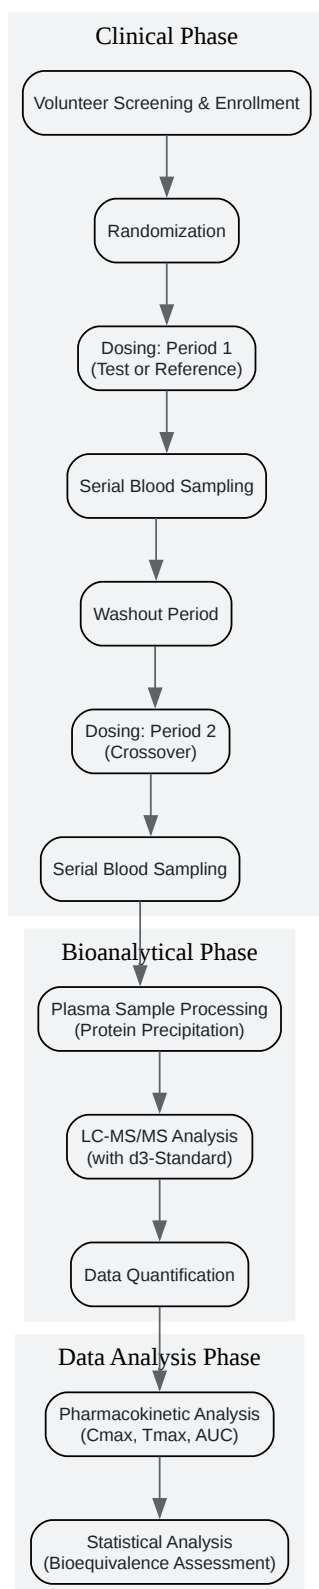 Clinical Phase
Volunteer Screening & Enrollment
Randomization
Dosing: Period 1
(Test or Reference)
Serial Blood Sampling
Washout Period
Dosing: Period 2
(Crossover)
Serial Blood Sampling
Bioanalytical Phase
Plasma Sample Processing
(Protein Precipitation)
LC-MS/MS Analysis
(with d3-Standard)
Data Quantification
Data Analysis Phase
Pharmacokinetic Analysis
(Cmax, Tmax, AUC)
Statistical Analysis
(Bioequivalence Assessment)